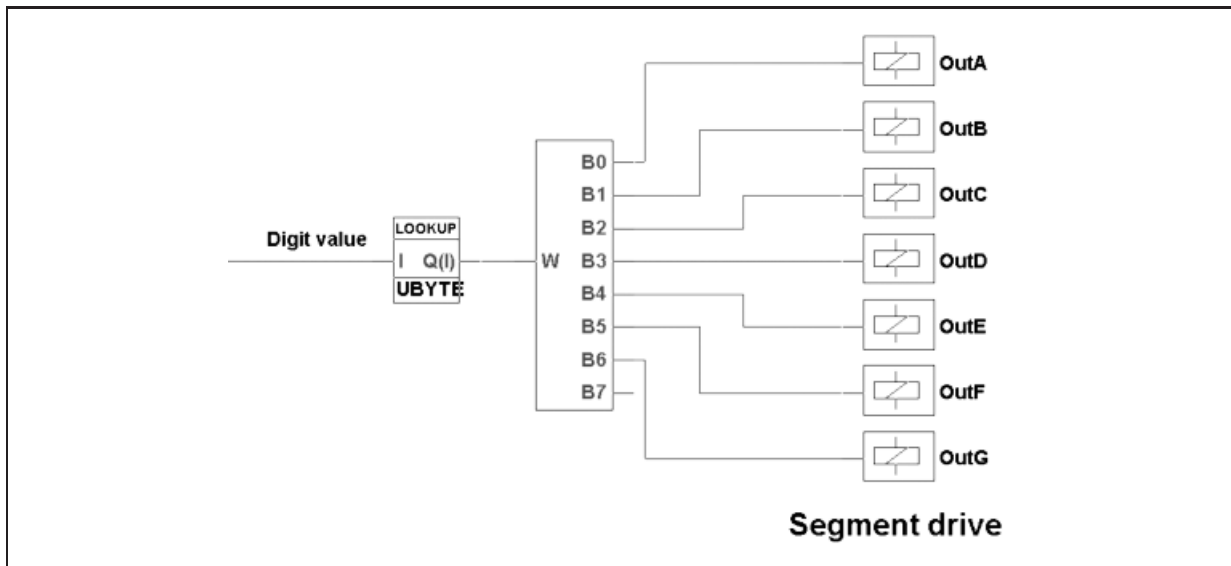 OutA
OutB
B0
B1
OutC
LOOKUP
B2
Digit value
I Q(I)
W
B3
OutD
UBYTE
B4
OutE
B5
B6
OutF
B7
OutG
Segment drive